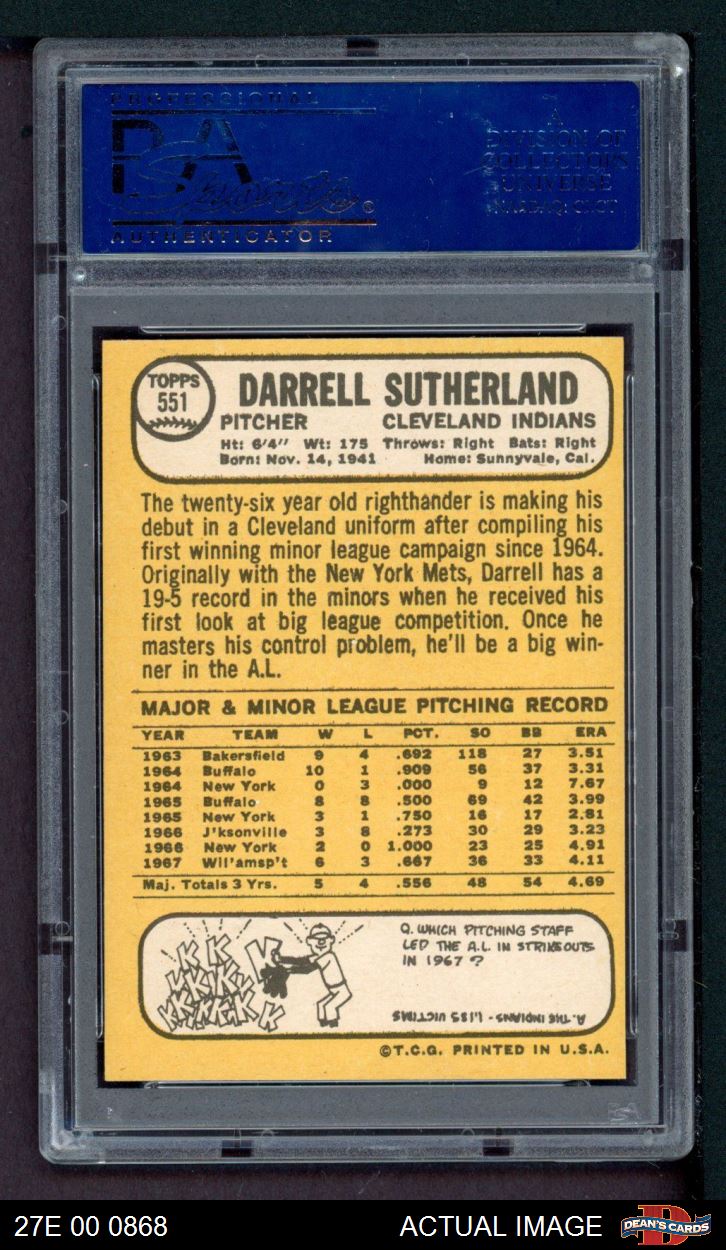 PROFESSIONAL
PSA
AUTHENTICATOR
©
A
DIVISION OF
COLLECTORS
UNIVERSE
NASDAQ: CLCT
TOPPS
551
DARRELL SUTHERLAND
PITCHER CLEVELAND INDIANS
Ht: 6'4" Wt: 175 Throws: Right Bats: Right
Born: Nov. 14, 1941 Home: Sunnyvale, Cal.
The twenty-six year old righthander is making his
debut in a Cleveland uniform after compiling his
first winning minor league campaign since 1964.
Originally with the New York Mets, Darrell has a
19-5 record in the minors when he received his
first look at big league competition. Once he
masters his control problem, he'll be a big win-
ner in the A.L.
MAJOR & MINOR LEAGUE PITCHING RECORD
YEAR TEAM W L PCT. SO BB ERA
1963 Bakersfield 9 4 .692 118 27 3.51
1964 Buffalo 10 1 .909 56 37 3.31
1964 New York 0 3 .000 9 12 7.67
1965 Buffalo 8 8 .500 69 42 3.99
1965 New York 3 1 .750 16 17 2.81
1966 J'ksonville 3 8 .273 30 29 3.23
1966 New York 2 0 1.000 23 25 4.91
1967 Wil'amsp't 6 3 .667 36 33 4.11
Maj. Totals 3 Yrs. 5 4 .556 48 54 4.69
Q. WHICH PITCHING STAFF
LED THE A.L. IN STRIKEOUTS
IN 1967?
A. THE INDIANS - 1,185 VICTIMS
©T.C.G. PRINTED IN U.S.A.
27E 00 0868 ACTUAL IMAGE DEAN'S CARDS